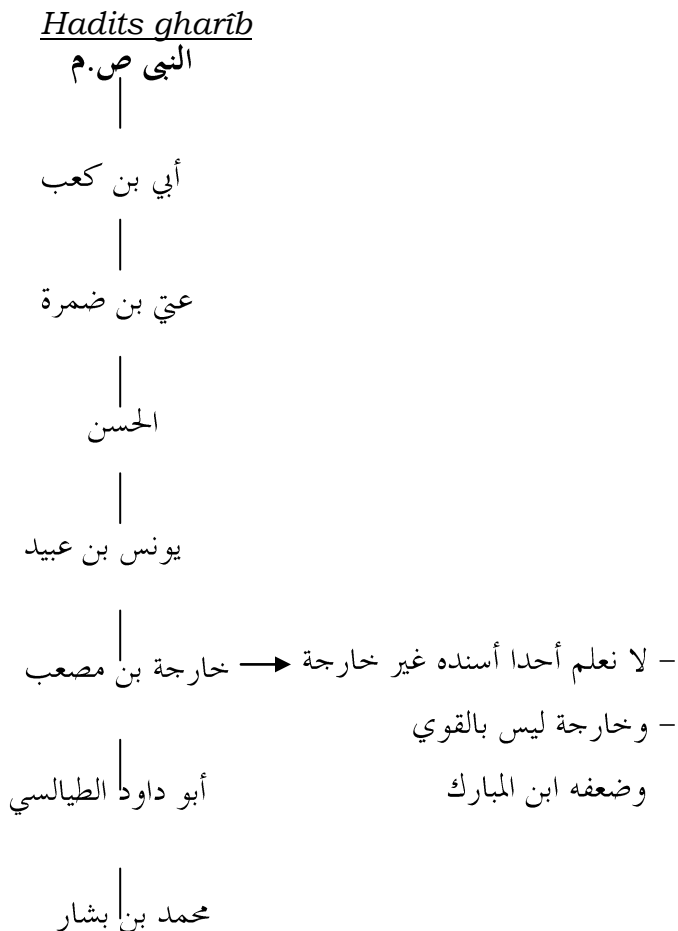 Hadits gharîb
النبى ص.م
أبي بن كعب
عتي بن ضمرة
الحسن
يونس بن عبيد
خارجة بن مصعب
– لا نعلم أحدا أسنده غير خارجة
– وخارجة ليس بالقوي
وضعفه ابن المبارك
أبو داود الطيالسي
محمد بن بشار